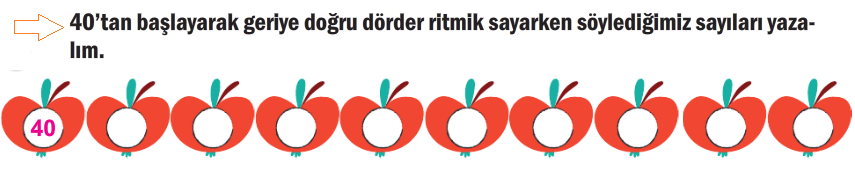 40’tan başlayarak geriye doğru dörder ritmik sayarken söylediğimiz sayıları yaza-
lım.
40